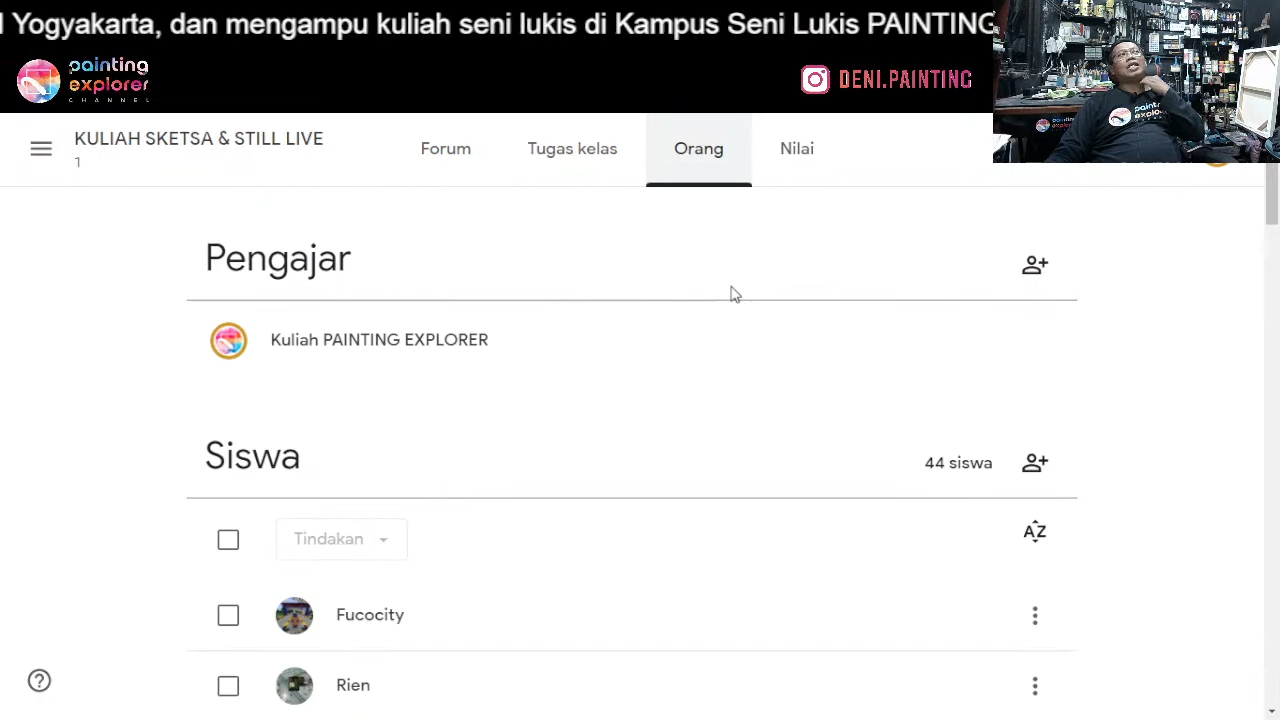 Yogyakarta, dan mengampu kuliah seni lukis di Kampus Seni Lukis PAINTING
painting
explorer
CHANNEL
DENI.PAINTING
KULIAH SKETSA & STILL LIVE
1
Forum
Tugas kelas
Orang
Nilai
Pengajar
Kuliah PAINTING EXPLORER
Siswa
44 siswa
Tindakan
AZ
Fucocity
Rien